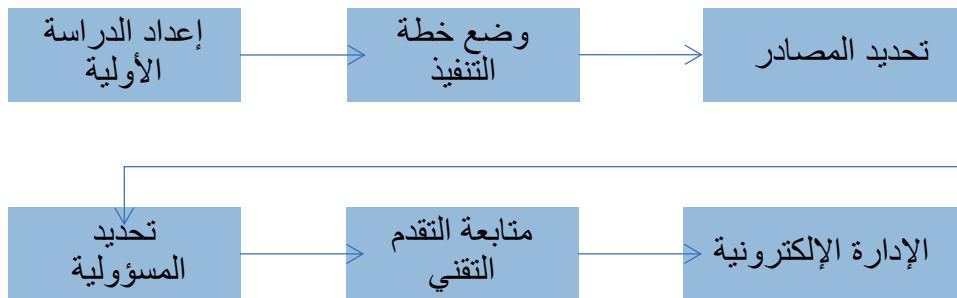 إعداد الدراسة
الأولية
وضع خطة
التنفيذ
تحديد المصادر
تحديد
المسؤولية
متابعة التقدم
التقني
الإدارة الإلكترونية